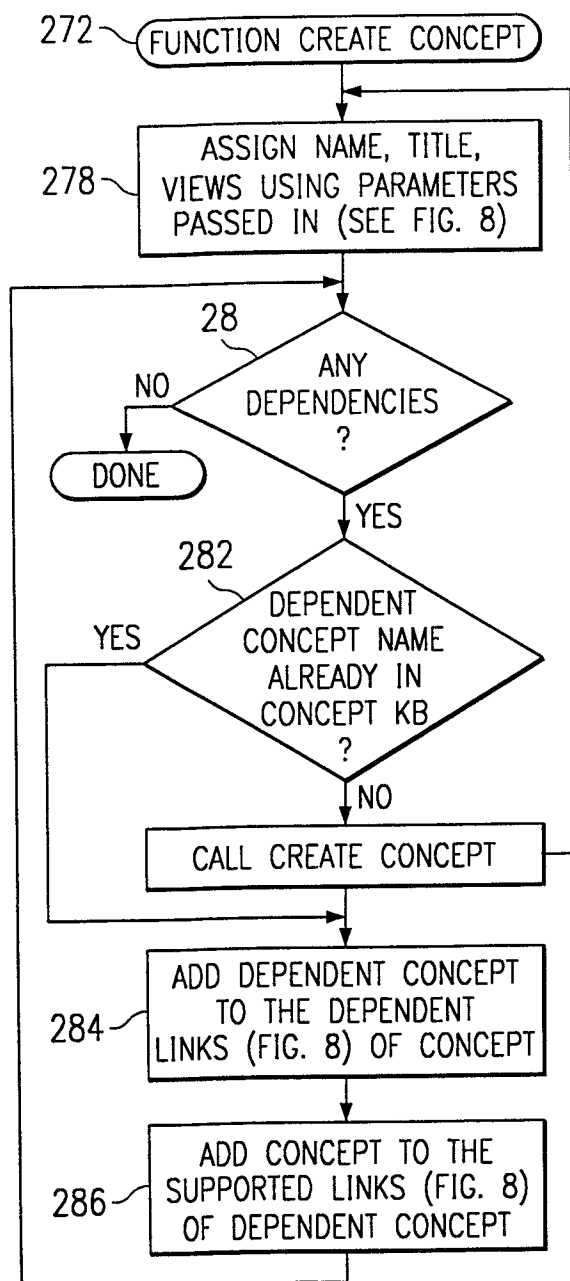 272
FUNCTION CREATE CONCEPT
278
ASSIGN NAME, TITLE,
VIEWS USING PARAMETERS
PASSED IN (SEE FIG. 8)
28
ANY
DEPENDENCIES
?
NO
DONE
YES
282
DEPENDENT
CONCEPT NAME
ALREADY IN
CONCEPT KB
?
YES
NO
CALL CREATE CONCEPT
284
ADD DEPENDENT CONCEPT
TO THE DEPENDENT
LINKS (FIG. 8) OF CONCEPT
286
ADD CONCEPT TO THE
SUPPORTED LINKS (FIG. 8)
OF DEPENDENT CONCEPT